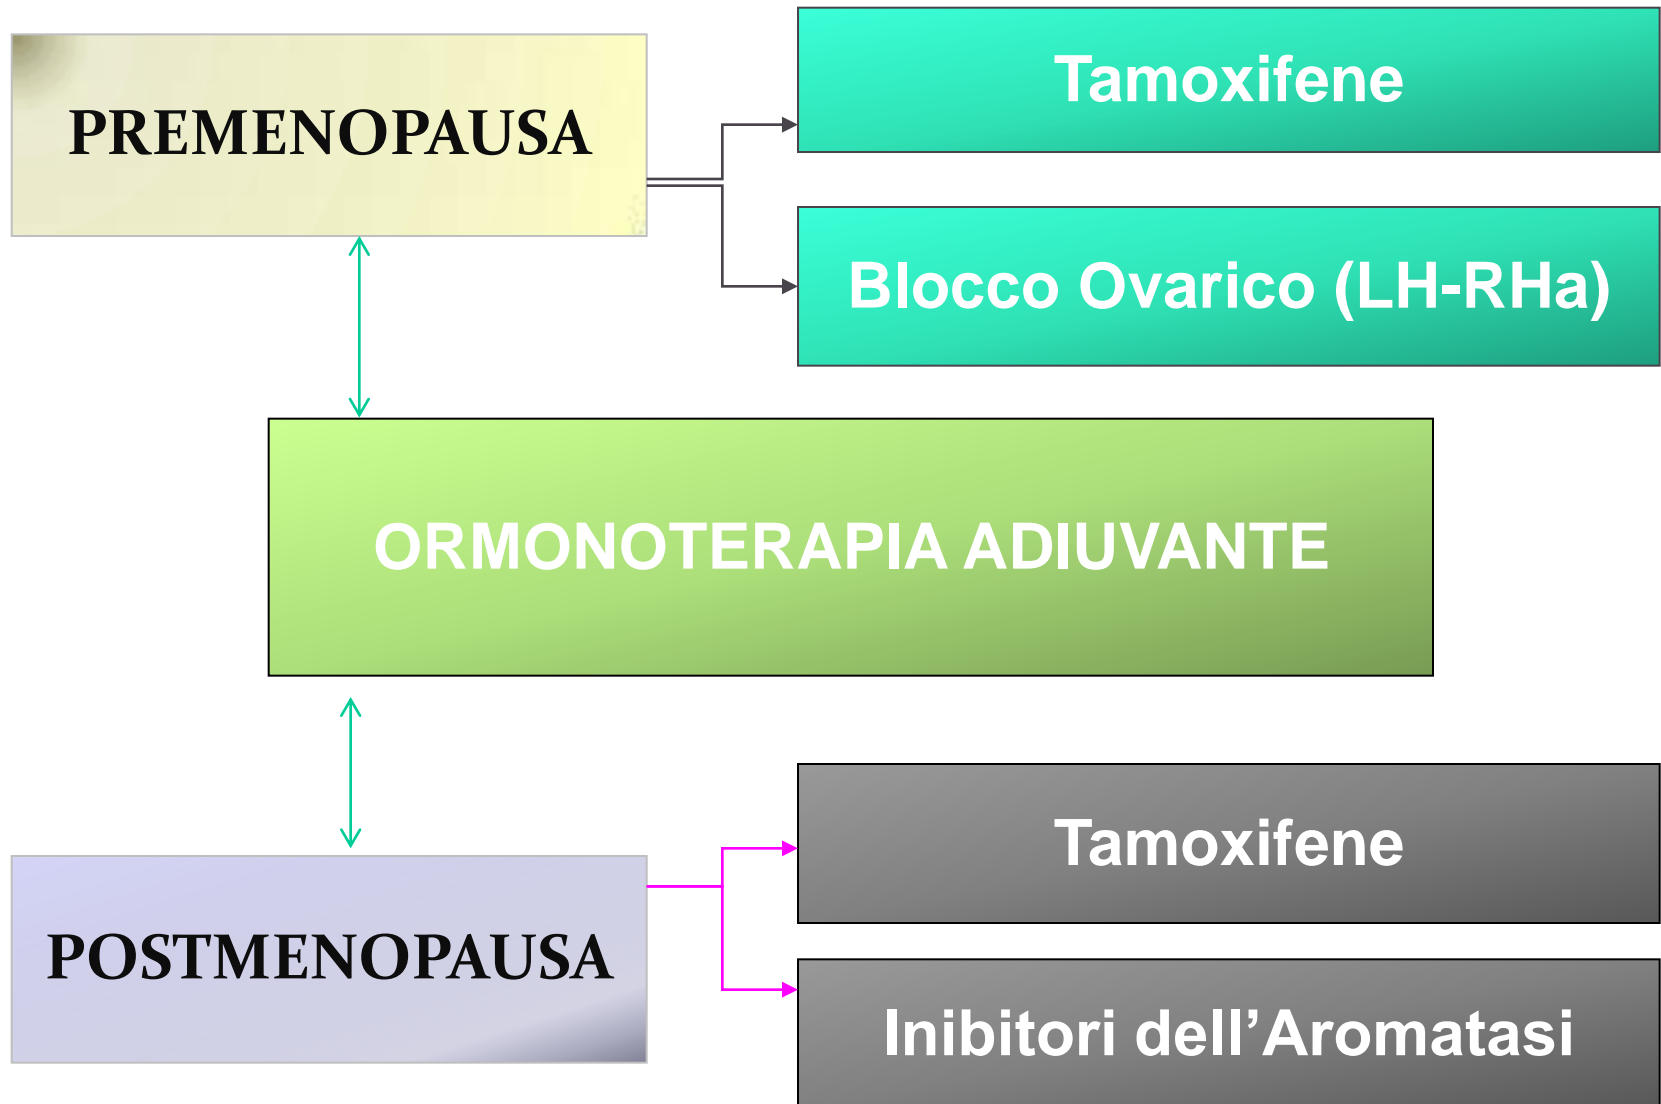 PREMENOPAUSA
Tamoxifene
Blocco Ovarico (LH-RHa)
ORMONOTERAPIA ADIUVANTE
POSTMENOPAUSA
Tamoxifene
Inibitori dell’Aromatasi